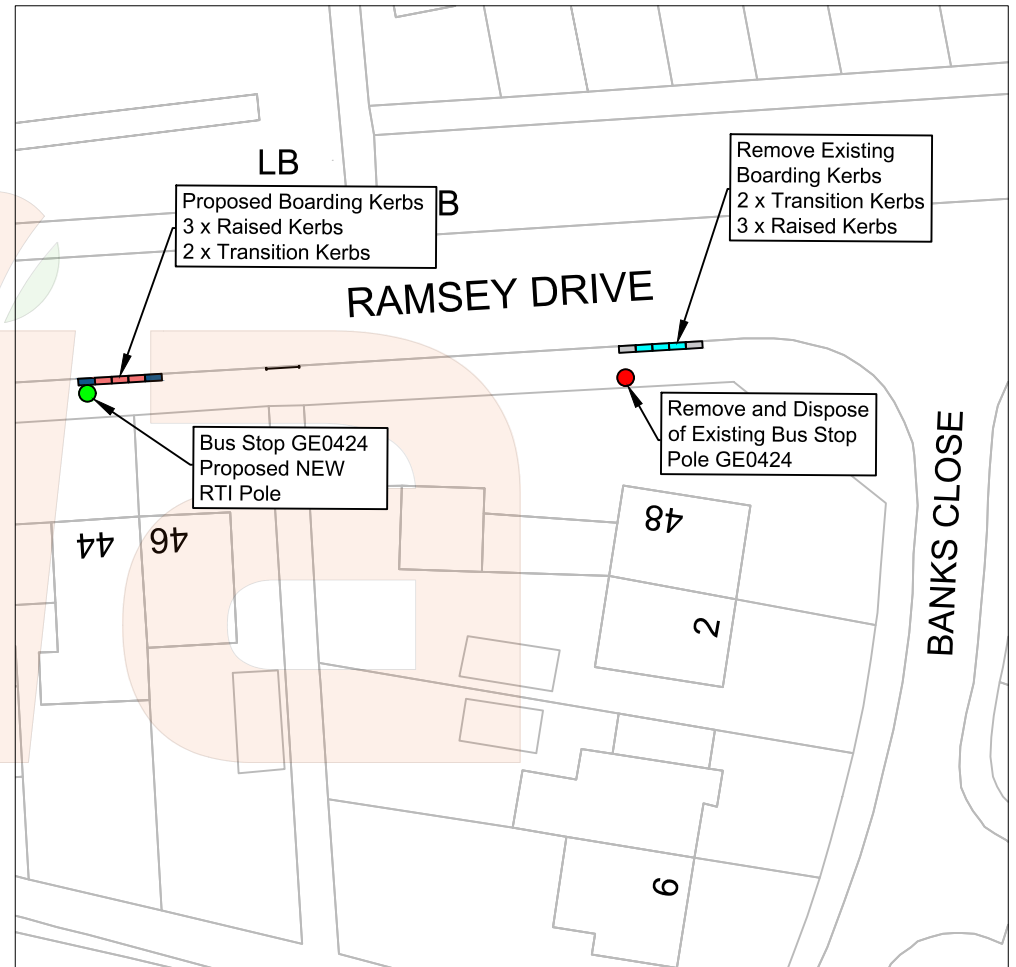 LB
Proposed Boarding Kerbs
3 x Raised Kerbs
2 x Transition Kerbs
B
Remove Existing
Boarding Kerbs
2 x Transition Kerbs
3 x Raised Kerbs
RAMSEY DRIVE
Remove and Dispose
of Existing Bus Stop
Pole GE0424
Bus Stop GE0424
Proposed NEW
RTI Pole
BANKS CLOSE
44
46
48
2
6